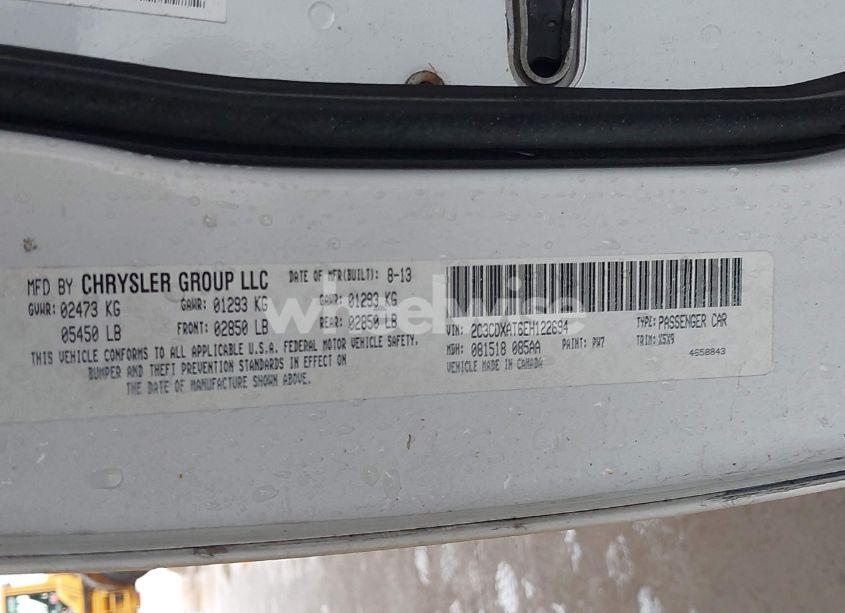 MFD BY CHRYSLER GROUP LLC
DATE OF MFR(BUILT): 8-13
GVWR: 02473 KG GAWR: 01293 KG GAWR: 01293 KG
05450 LB FRONT: 02850 LB REAR: 02850 LB
THIS VEHICLE CONFORMS TO ALL APPLICABLE U.S.A. FEDERAL MOTOR VEHICLE SAFETY,
BUMPER AND THEFT PREVENTION STANDARDS IN EFFECT ON
THE DATE OF MANUFACTURE SHOWN ABOVE.
VIN: 2C3CDXAT6EH122694 TYPE: PASSENGER CAR
MDH: 081518 085AA PAINT: PW7 TRIM: X5X9
VEHICLE MADE IN CANADA 4658843
wheelwise